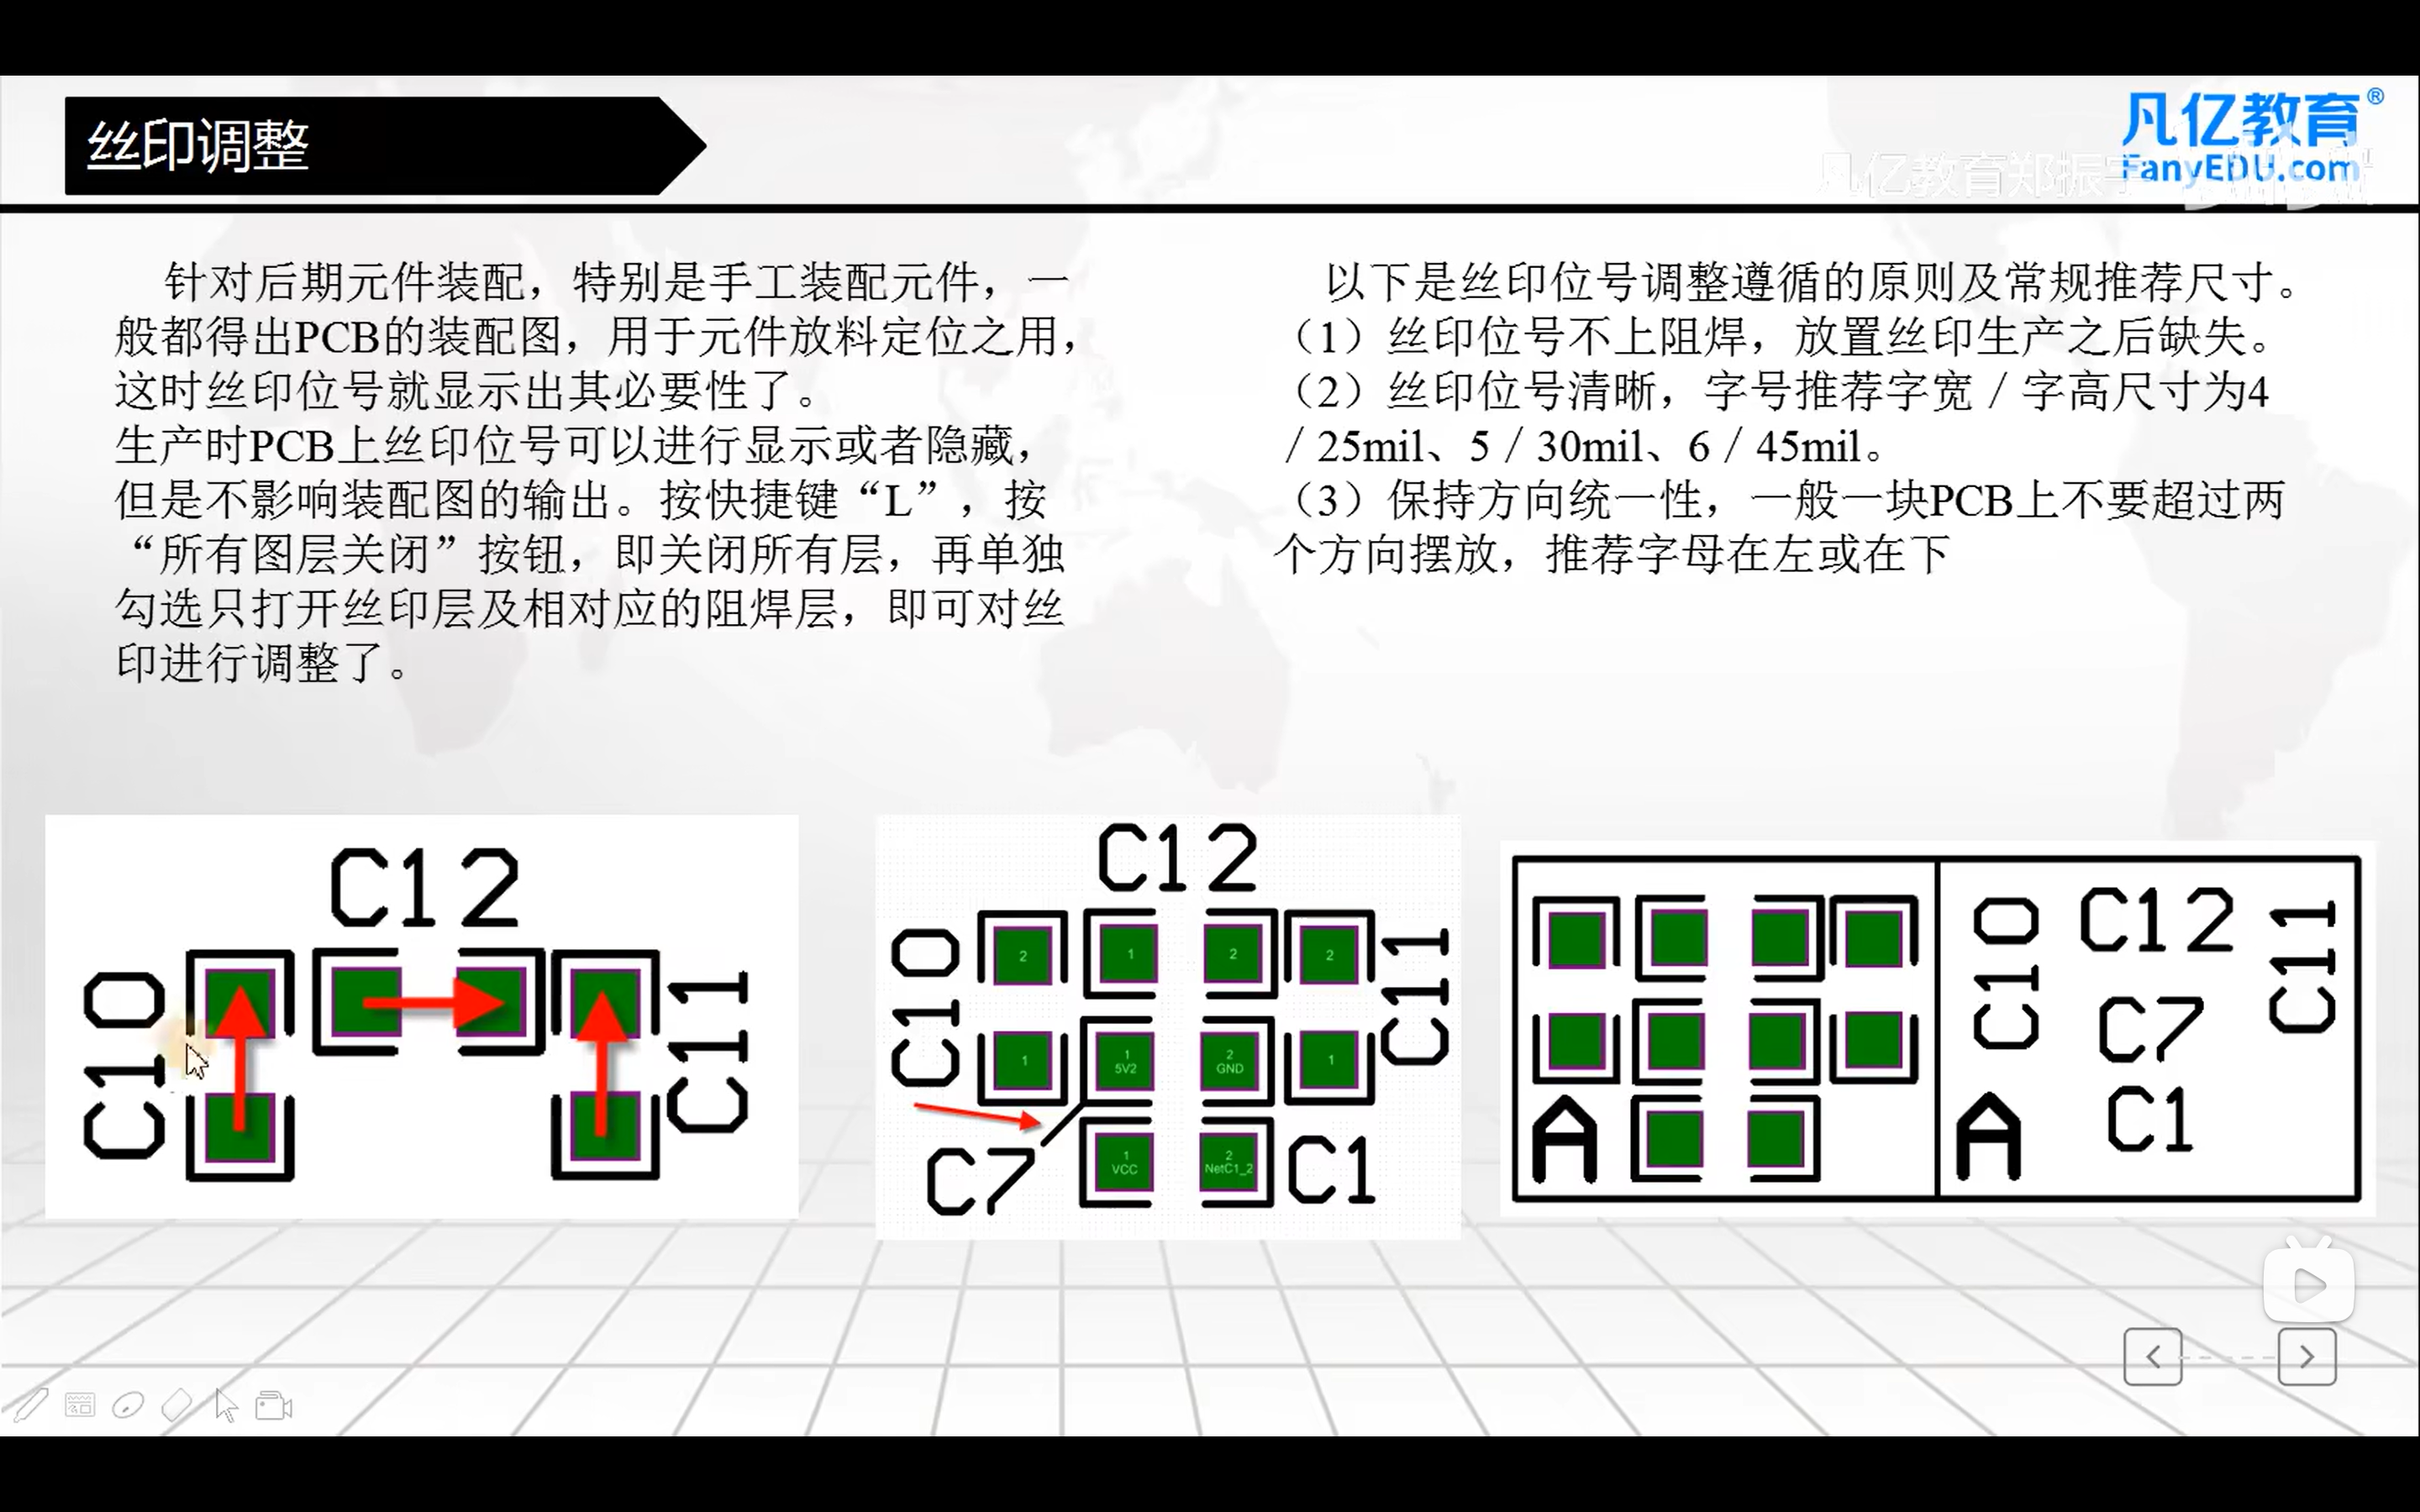 丝印调整
凡亿教育®
FanyEDU.com
凡亿教育郑振宇
针对后期元件装配，特别是手工装配元件，一
般都得出PCB的装配图，用于元件放料定位之用，
这时丝印位号就显示出其必要性了。
生产时PCB上丝印位号可以进行显示或者隐藏，
但是不影响装配图的输出。按快捷键“L”，按
“所有图层关闭”按钮，即关闭所有层，再单独
勾选只打开丝印层及相对应的阻焊层，即可对丝
印进行调整了。
以下是丝印位号调整遵循的原则及常规推荐尺寸。
（1）丝印位号不上阻焊，放置丝印生产之后缺失。
（2）丝印位号清晰，字号推荐字宽/字高尺寸为4
/25mil、5/30mil、6/45mil。
（3）保持方向统一性，一般一块PCB上不要超过两
个方向摆放，推荐字母在左或在下
C12
C10
C11
C12
C10
C11
2
1
2
2
1
1
5V2
2
GND
1
C7
1
VCC
2
NetC1_2
C1
A
C10
C12
C11
C7
A
C1